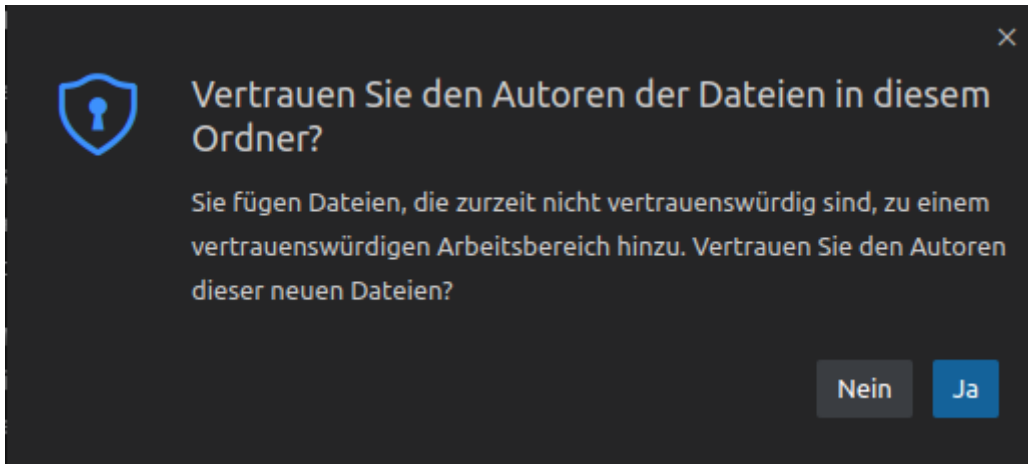 Vertrauen Sie den Autoren der Dateien in diesem
Ordner?
Sie fügen Dateien, die zurzeit nicht vertrauenswürdig sind, zu einem
vertrauenswürdigen Arbeitsbereich hinzu. Vertrauen Sie den Autoren
dieser neuen Dateien?
Nein Ja